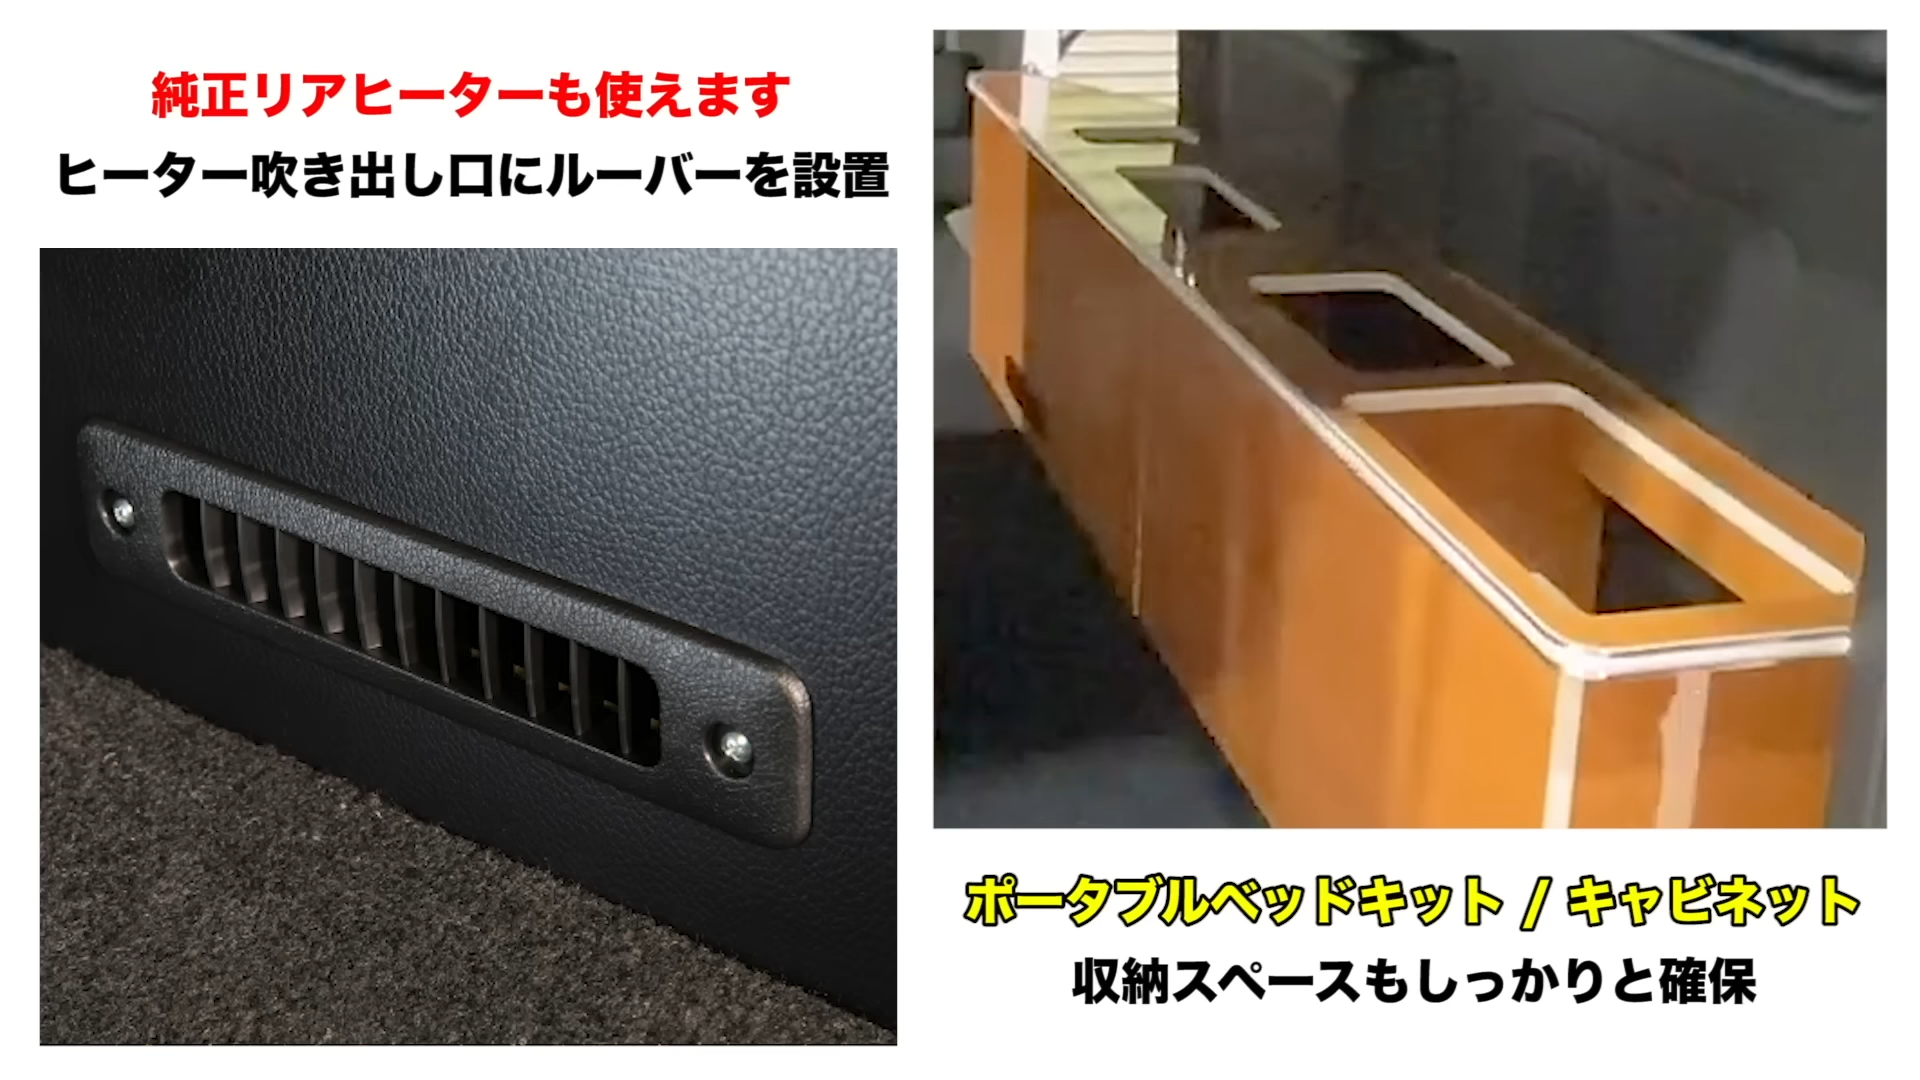 純正リアヒーターも使えます
ヒーター吹き出し口にルーバーを設置
ポータブルベッドキット / キャビネット
収納スペースもしっかりと確保